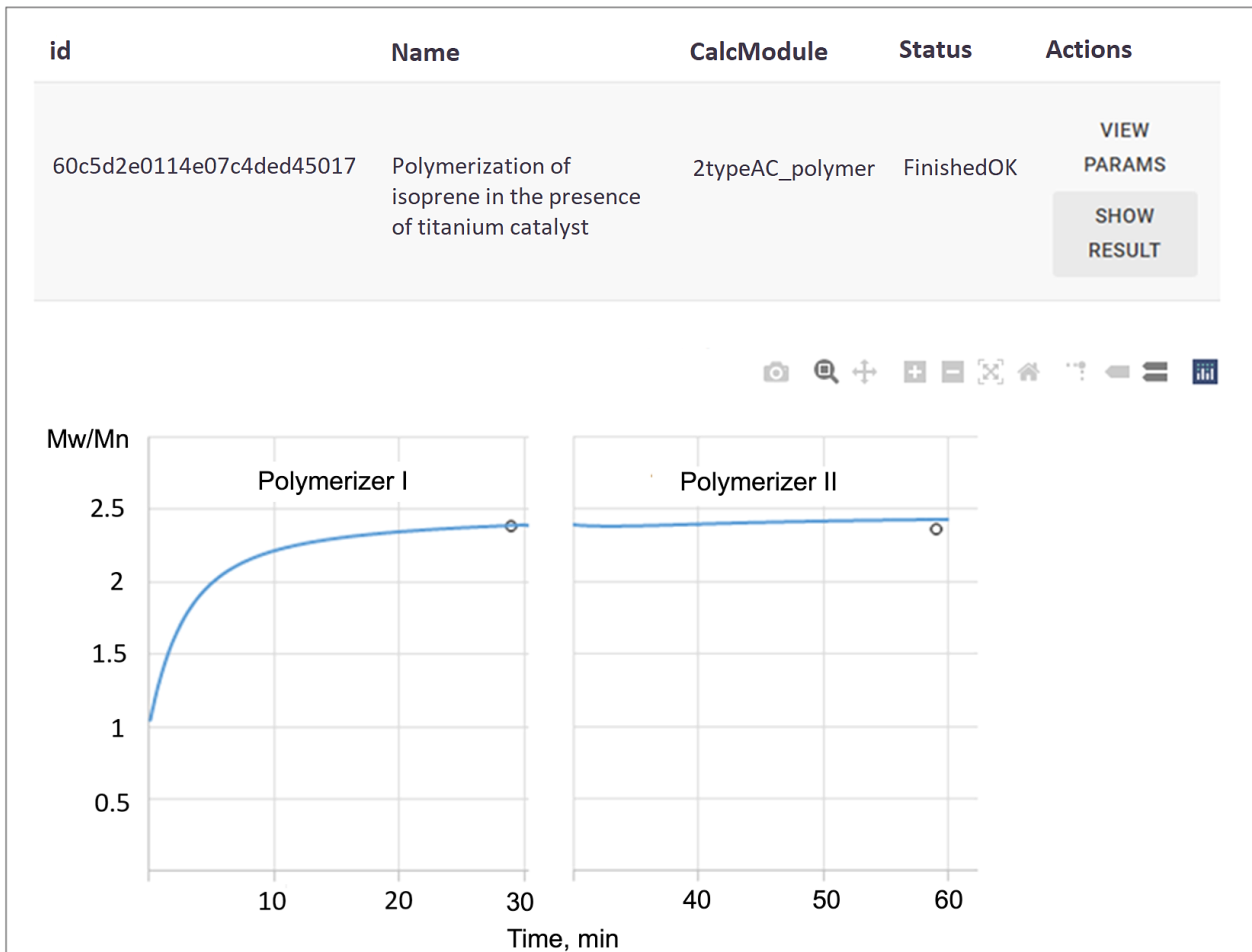 id Name CalcModule Status Actions
60c5d2e0114e07c4ded45017
Polymerization of
isoprene in the presence
of titanium catalyst
2typeAC_polymer
FinishedOK
VIEW
PARAMS
SHOW
RESULT
Mw/Mn
Polymerizer I
Polymerizer II
2.5
2
1.5
1
0.5
10 20 30 40 50 60
Time, min